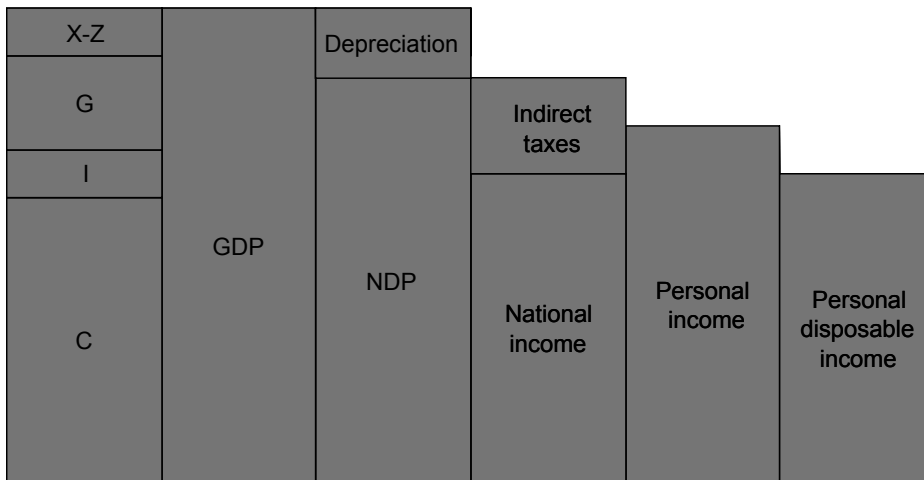 X-Z
G
I
C
GDP
Depreciation
NDP
Indirect
taxes
National
income
Personal
income
Personal
disposable
income